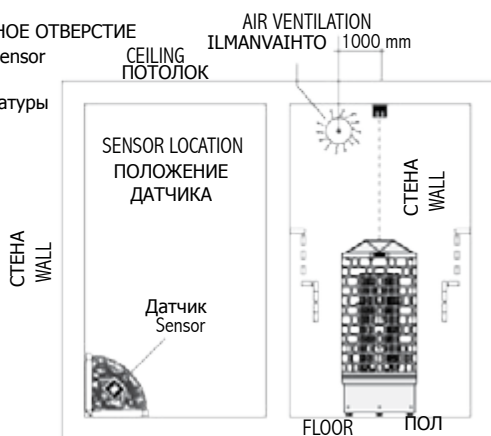 НОЕ ОТВЕРСТИЕ
ensor
атуры
AIR VENTILATION
ILMANVAIHTO
1000 mm
CEILING
ПОТОЛОК
SENSOR LOCATION
ПОЛОЖЕНИЕ
ДАТЧИКА
СТЕНА
WALL
СТЕНА
WALL
Датчик
Sensor
FLOOR
ПОЛ